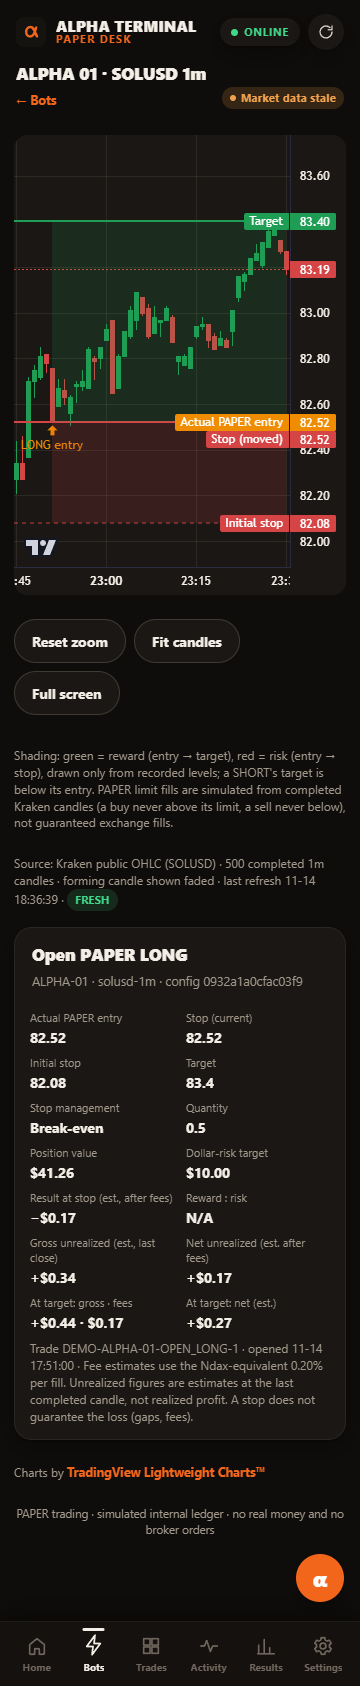 α ALPHA TERMINAL
PAPER DESK
ONLINE
ALPHA 01 · SOLUSD 1m
← Bots
Market data stale
83.60
Target 83.40
83.19
83.00
82.80
82.60
Actual PAPER entry 82.52
Stop (moved) 82.52
82.40
LONG entry
82.20
Initial stop 82.08
82.00
:45 23:00 23:15 23:
Reset zoom
Fit candles
Full screen
Shading: green = reward (entry → target), red = risk (entry →
stop), drawn only from recorded levels; a SHORT's target is
below its entry. PAPER limit fills are simulated from completed
Kraken candles (a buy never above its limit, a sell never below),
not guaranteed exchange fills.
Source: Kraken public OHLC (SOLUSD) · 500 completed 1m
candles · forming candle shown faded · last refresh 11-14
18:36:39 · FRESH
Open PAPER LONG
ALPHA-01 · solusd-1m · config 0932a1a0cfac03f9
Actual PAPER entry
82.52
Stop (current)
82.52
Initial stop
82.08
Target
83.4
Stop management
Break-even
Quantity
0.5
Position value
$41.26
Dollar-risk target
$10.00
Result at stop (est., after fees)
−$0.17
Reward : risk
N/A
Gross unrealized (est., last
close)
+$0.34
Net unrealized (est. after
fees)
+$0.17
At target: gross · fees
+$0.44 · $0.17
At target: net (est.)
+$0.27
Trade DEMO-ALPHA-01-OPEN_LONG-1 · opened 11-14
17:51:00 · Fee estimates use the Ndax-equivalent 0.20%
per fill. Unrealized figures are estimates at the last
completed candle, not realized profit. A stop does not
guarantee the loss (gaps, fees).
Charts by TradingView Lightweight Charts™
PAPER trading · simulated internal ledger · no real money and no
broker orders
α
Home
Bots
Trades
Activity
Results
Settings